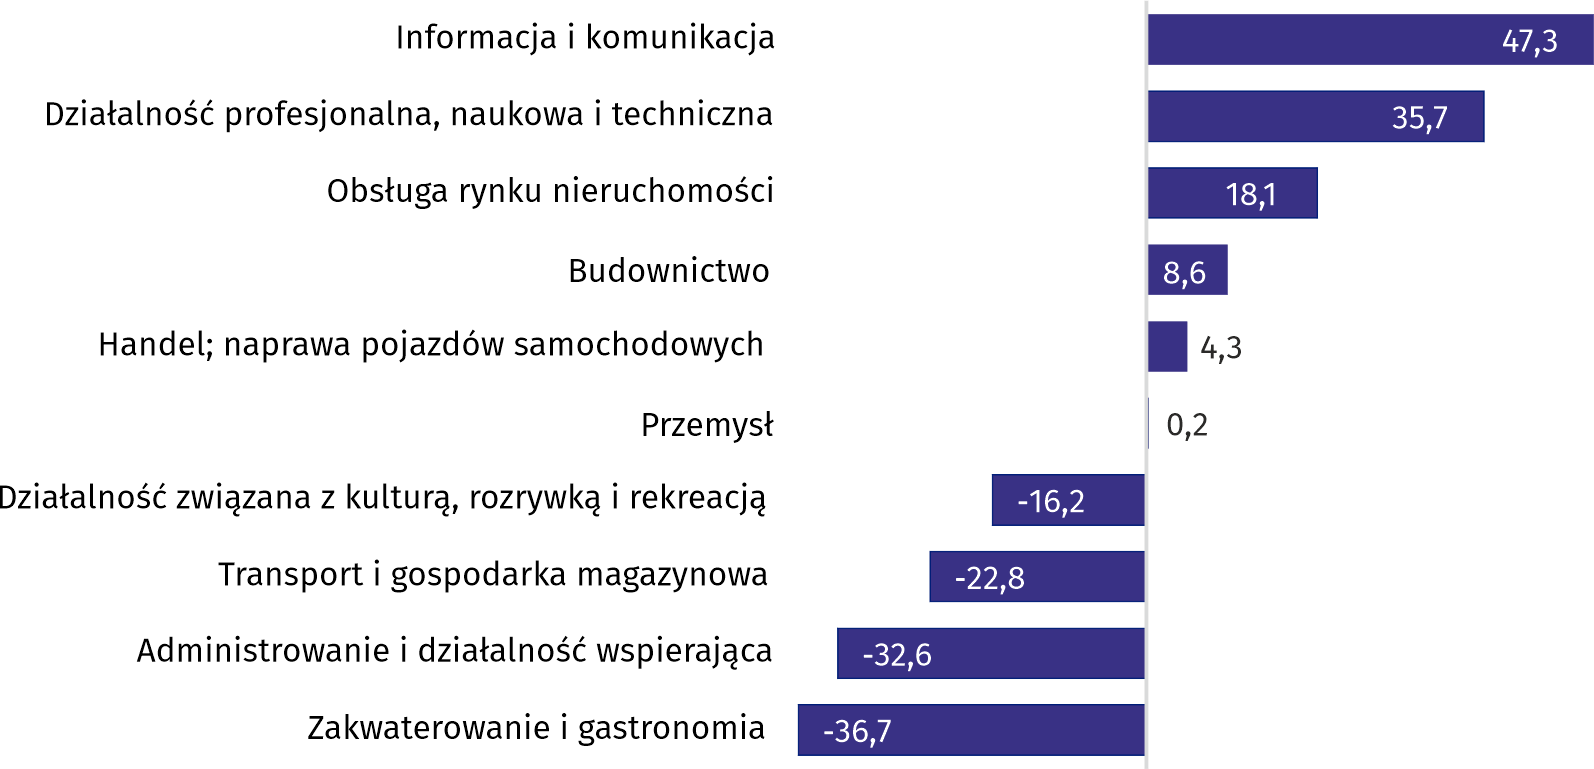 Informacja i komunikacja 47,3
Działalność profesjonalna, naukowa i techniczna 35,7
Obsługa rynku nieruchomości 18,1
Budownictwo 8,6
Handel; naprawa pojazdów samochodowych 4,3
Przemysł 0,2
Działalność związana z kulturą, rozrywką i rekreacją -16,2
Transport i gospodarka magazynowa -22,8
Administrowanie i działalność wspierająca -32,6
Zakwaterowanie i gastronomia -36,7